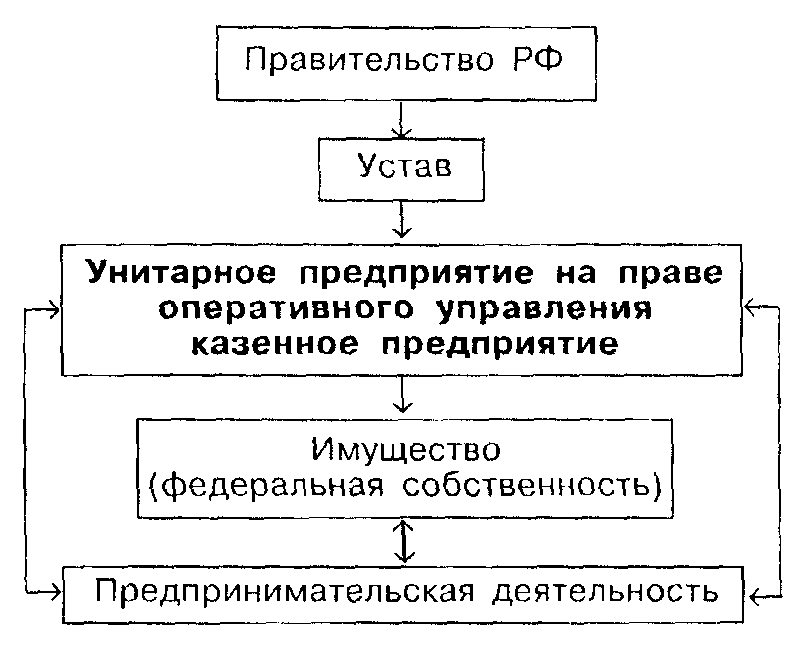 Правительство РФ
Устав
Унитарное предприятие на праве
оперативного управления
казенное предприятие
Имущество
(федеральная собственность)
Предпринимательская деятельность